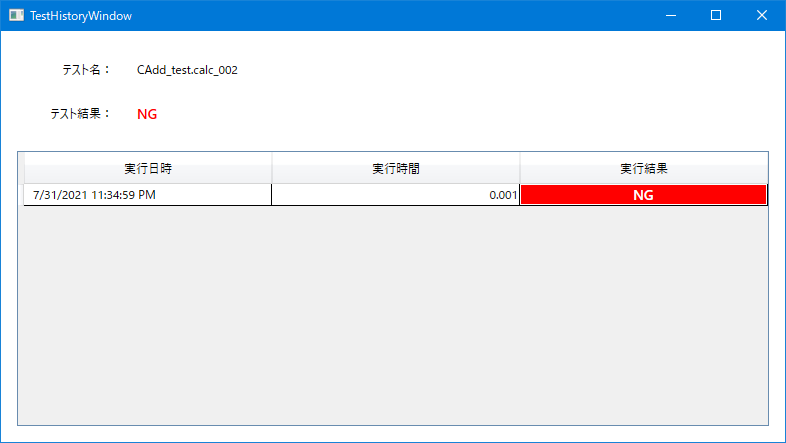 TestHistoryWindow
テスト名： CAdd_test.calc_002
テスト結果： NG
実行日時 実行時間 実行結果
7/31/2021 11:34:59 PM 0.001 NG